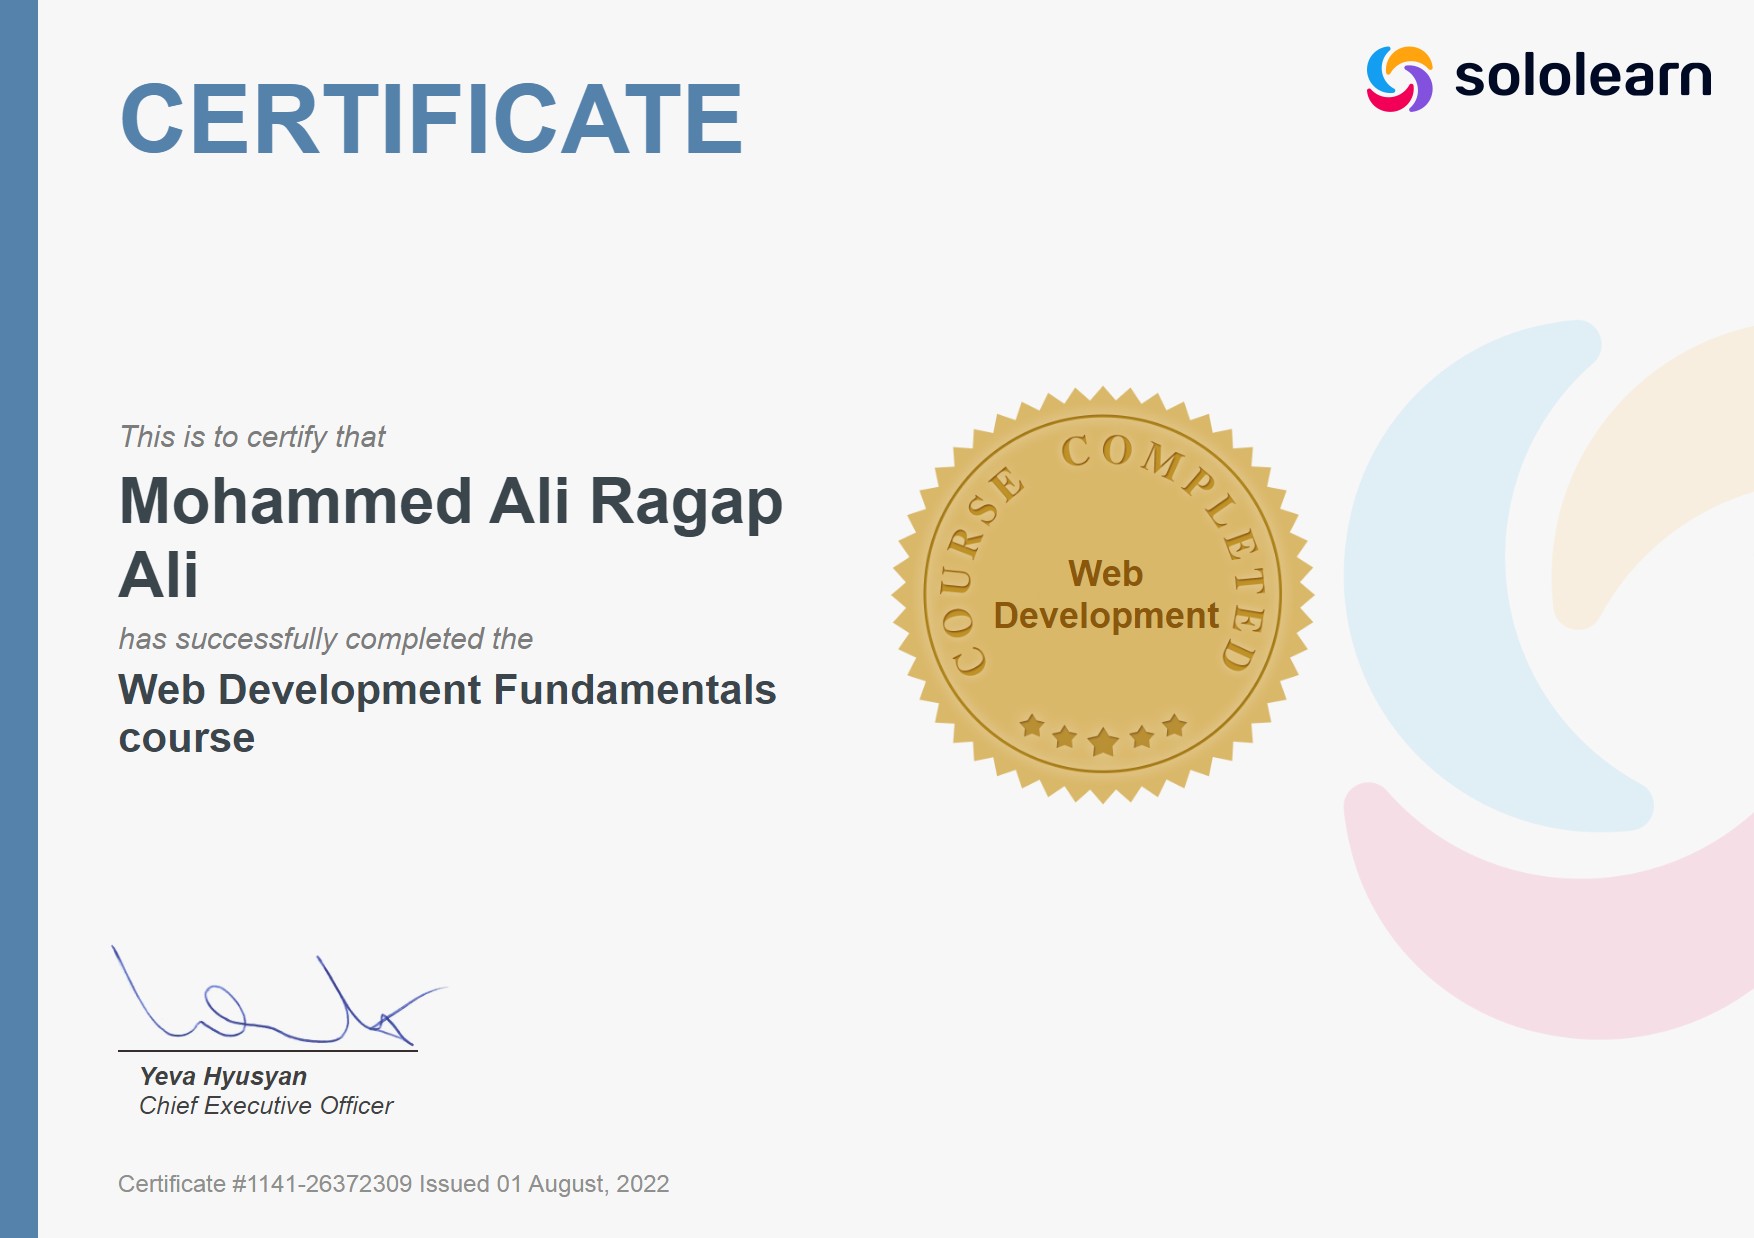 CERTIFICATE
sololearn
This is to certify that
Mohammed Ali Ragap
Ali
has successfully completed the
Web Development Fundamentals
course
COURSE COMPLETED
Web
Development
Yeva Hyusyan
Chief Executive Officer
Certificate #1141-26372309 Issued 01 August, 2022